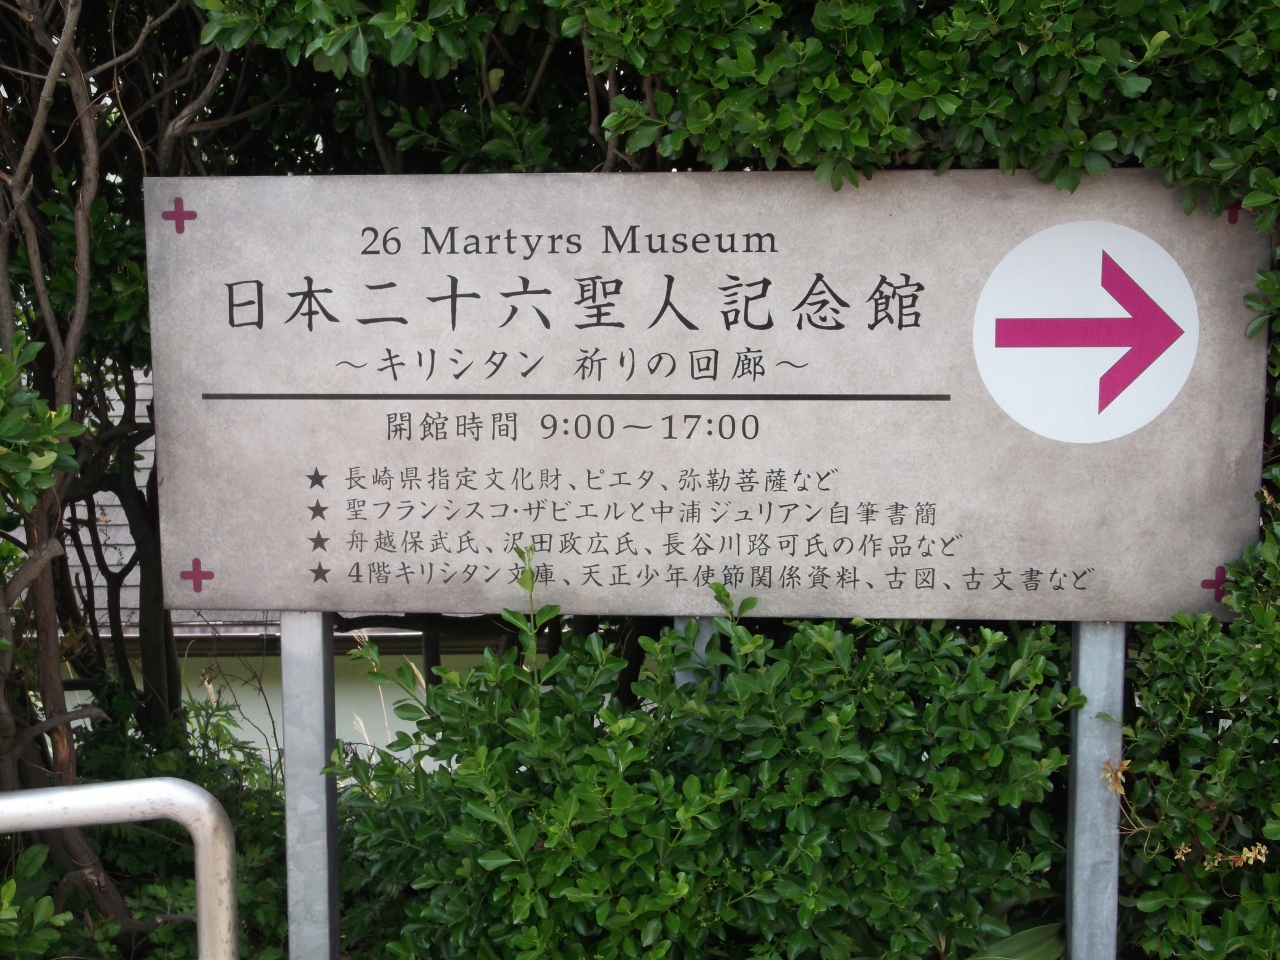 26 Martyrs Museum
日本二十六聖人記念館
～キリシタン 祈りの回廊～
開館時間 9:00～17:00
★ 長崎県指定文化財、ピエタ、弥勒菩薩など
★ 聖フランシスコ・ザビエルと中浦ジュリアン自筆書簡
★ 舟越保武氏、沢田政広氏、長谷川路可氏の作品など
★ 4階キリシタン文庫、天正少年使節関係資料、古図、古文書など